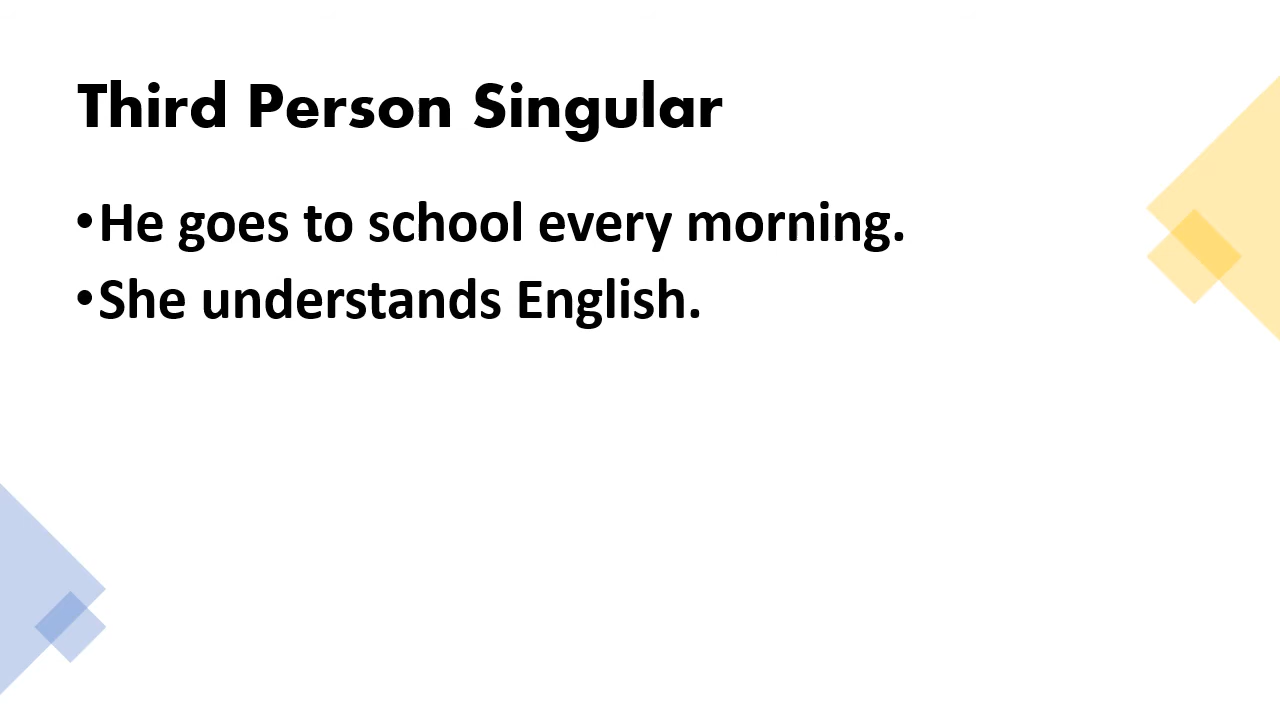 Third Person Singular
•He goes to school every morning.
•She understands English.